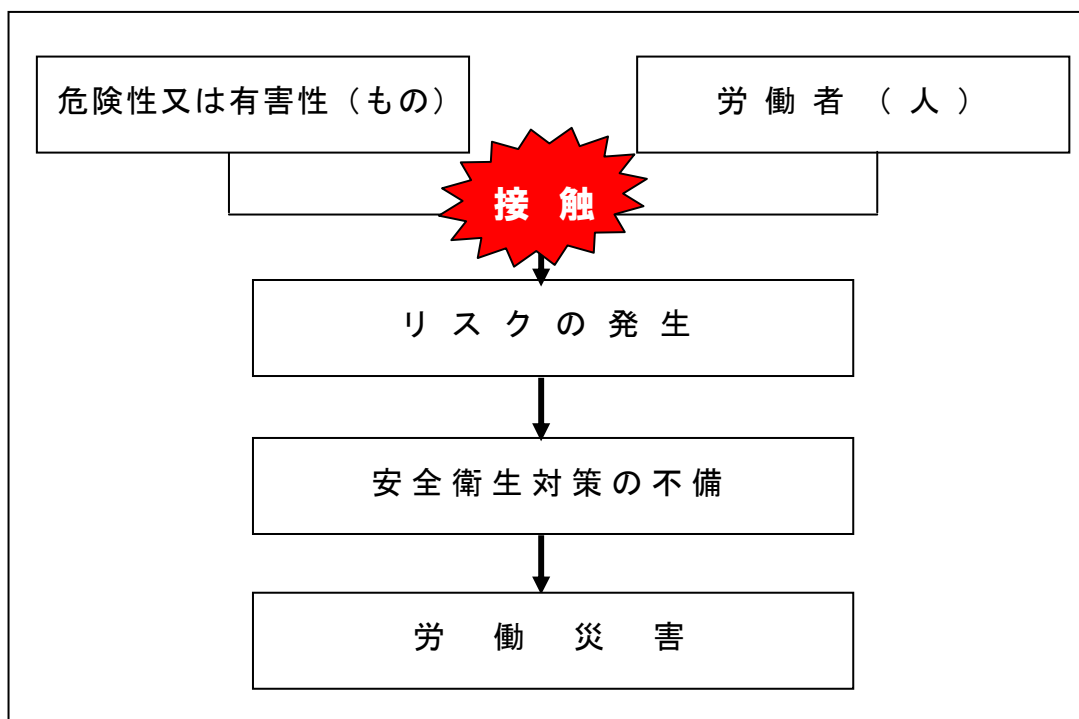 危険性又は有害性（もの）
労働者（人）
接触
リスクの発生
安全衛生対策の不備
労働災害